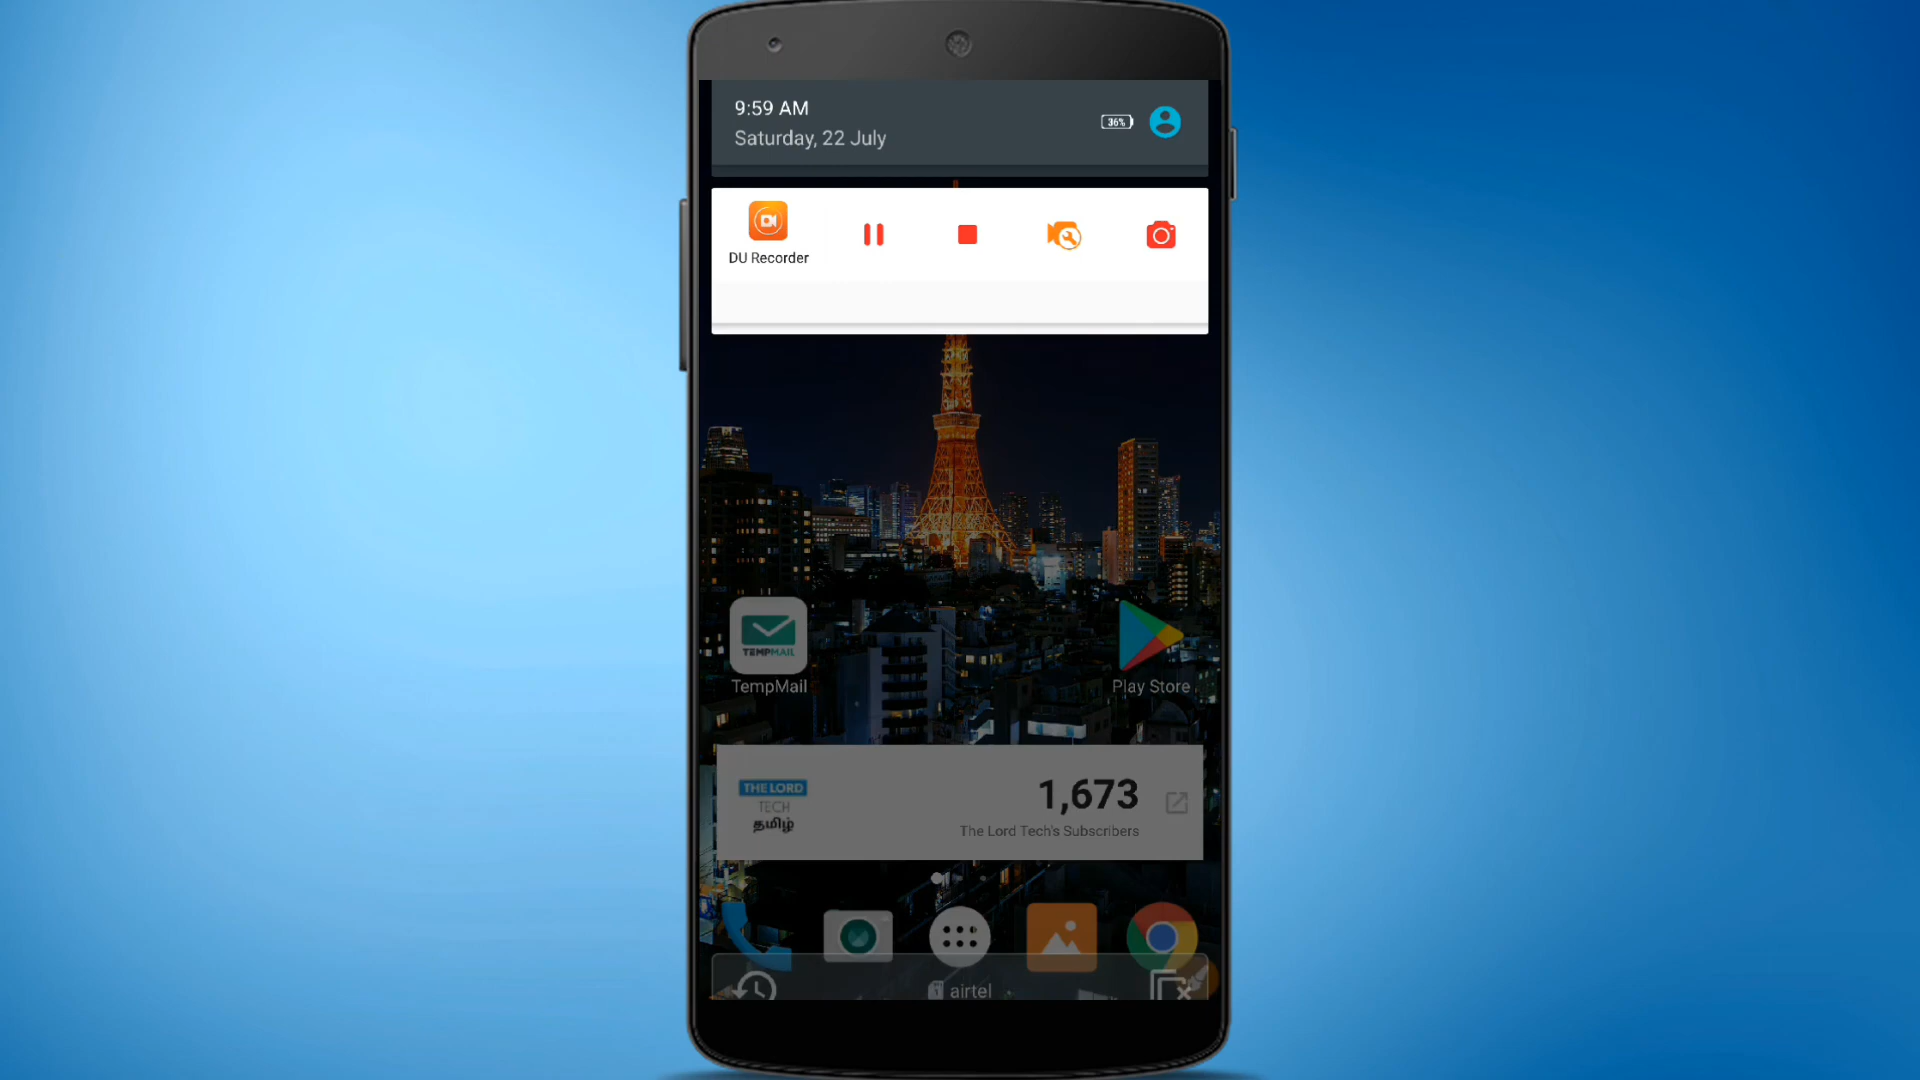 9:59 AM
36%
Saturday, 22 July
DU Recorder
TEMPMAIL
TempMail
Play Store
THE LORD
TECH
தமிழ்
1,673
The Lord Tech's Subscribers
airtel